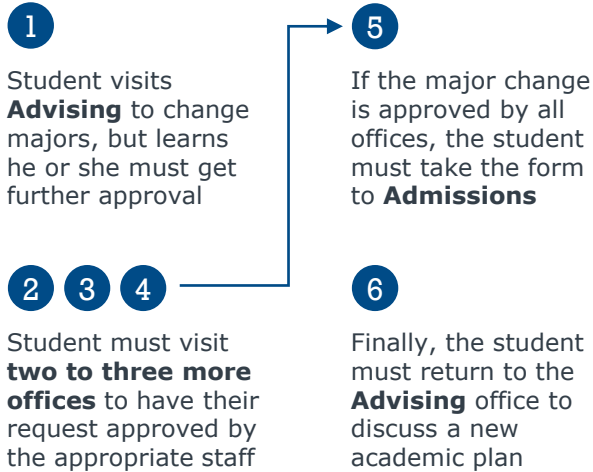 1
Student visits
Advising to change
majors, but learns
he or she must get
further approval
2 3 4
Student must visit
two to three more
offices to have their
request approved by
the appropriate staff
5
If the major change
is approved by all
offices, the student
must take the form
to Admissions
6
Finally, the student
must return to the
Advising office to
discuss a new
academic plan